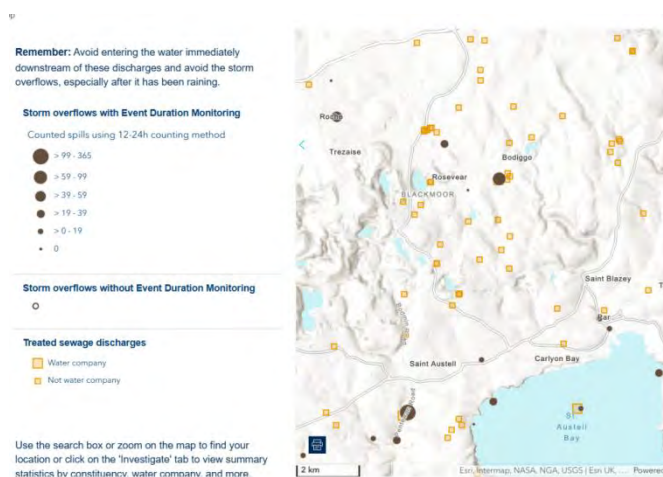 Remember: Avoid entering the water immediately
downstream of these discharges and avoid the storm
overflows, especially after it has been raining.
Storm overflows with Event Duration Monitoring
Counted spills using 12-24h counting method
> 99 - 365
> 59 - 99
> 39 - 59
> 19 - 39
> 0 - 19
0
Storm overflows without Event Duration Monitoring
Treated sewage discharges
Water company
Not water company
Use the search box or zoom on the map to find your
location or click on the 'Investigate' tab to view summary
statistics by constituency, water company, and more.
Trezaise
Bodiggo
Rosevear
BLACKMOOR
Saint Blazey
Par
Saint Austell
Carlyon Bay
Road
St
Austell
Bay
2 km
Esri, Intermap, NASA, NGA, USGS | Esri UK, ... Powered